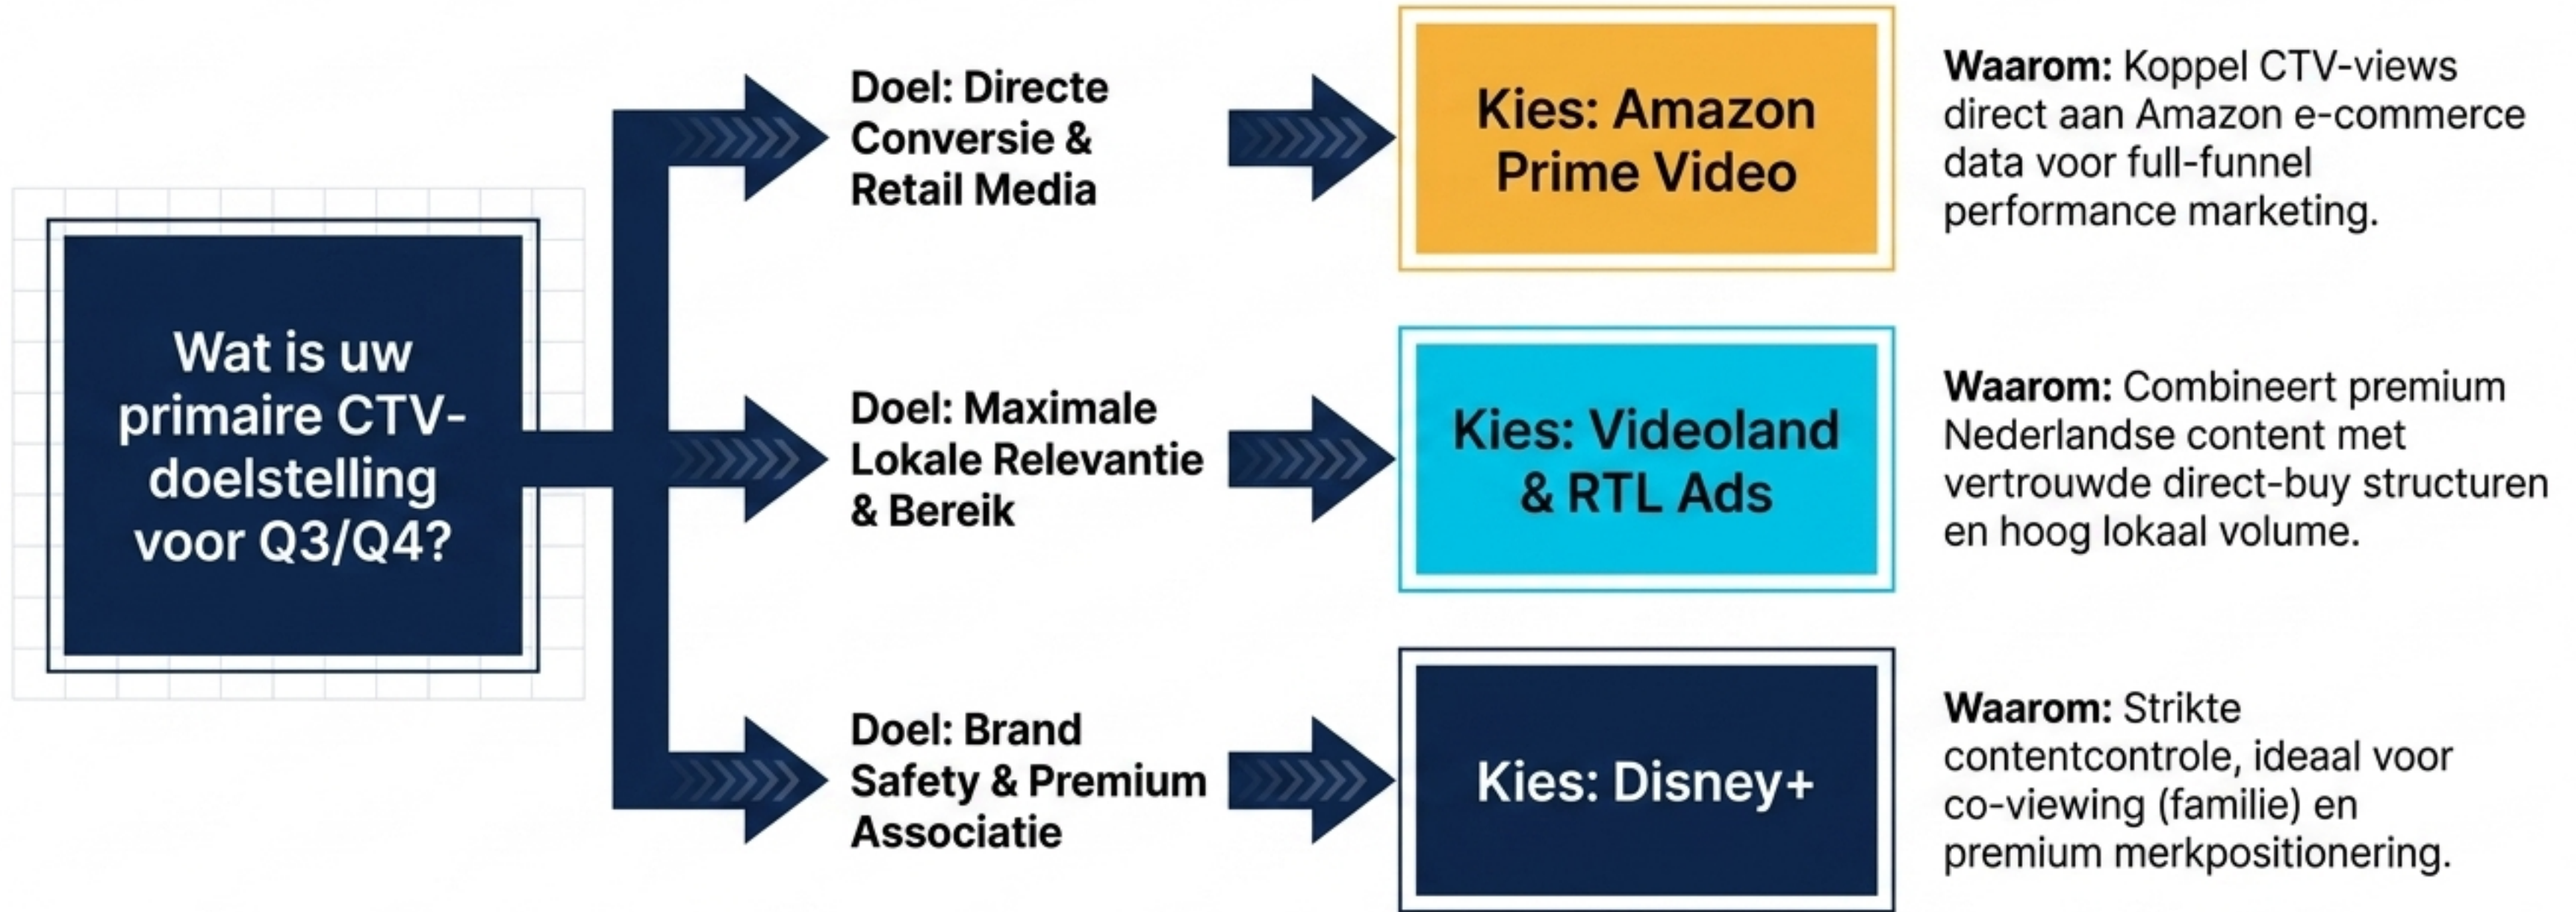 Wat is uw
primaire CTV-
doelstelling
voor Q3/Q4?
Doel: Directe
Conversie &
Retail Media
Kies: Amazon
Prime Video
Waarom: Koppel CTV-views
direct aan Amazon e-commerce
data voor full-funnel
performance marketing.
Doel: Maximale
Lokale Relevantie
& Bereik
Kies: Videoland
& RTL Ads
Waarom: Combineert premium
Nederlandse content met
vertrouwde direct-buy structuren
en hoog lokaal volume.
Doel: Brand
Safety & Premium
Associatie
Kies: Disney+
Waarom: Strikte
contentcontrole, ideaal voor
co-viewing (familie) en
premium merkpositionering.